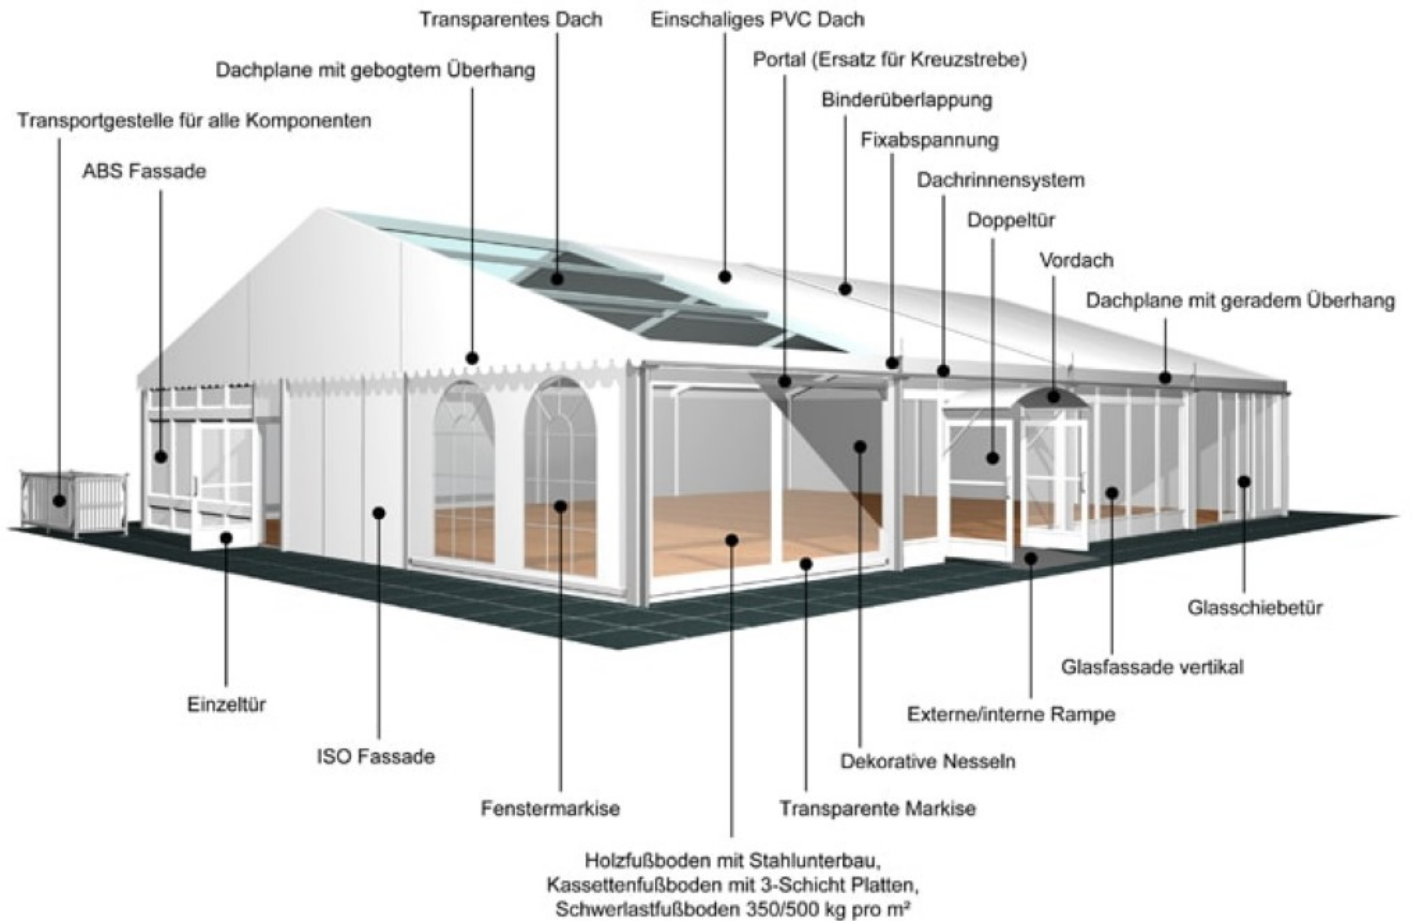 Transparentes Dach
Einschaliges PVC Dach
Portal (Ersatz für Kreuzstrebe)
Dachplane mit gebogtem Überhang
Binderüberlappung
Transportgestelle für alle Komponenten
Fixabspannung
ABS Fassade
Dachrinnensystem
Doppeltür
Vordach
Dachplane mit geradem Überhang
Glasschiebetür
Glasfassade vertikal
Einzeltür
Externe/interne Rampe
ISO Fassade
Dekorative Nesseln
Fenstermarkise
Transparente Markise
Holzfußboden mit Stahlunterbau,
Kassettenfußboden mit 3-Schicht Platten,
Schwerlastfußboden 350/500 kg pro m²